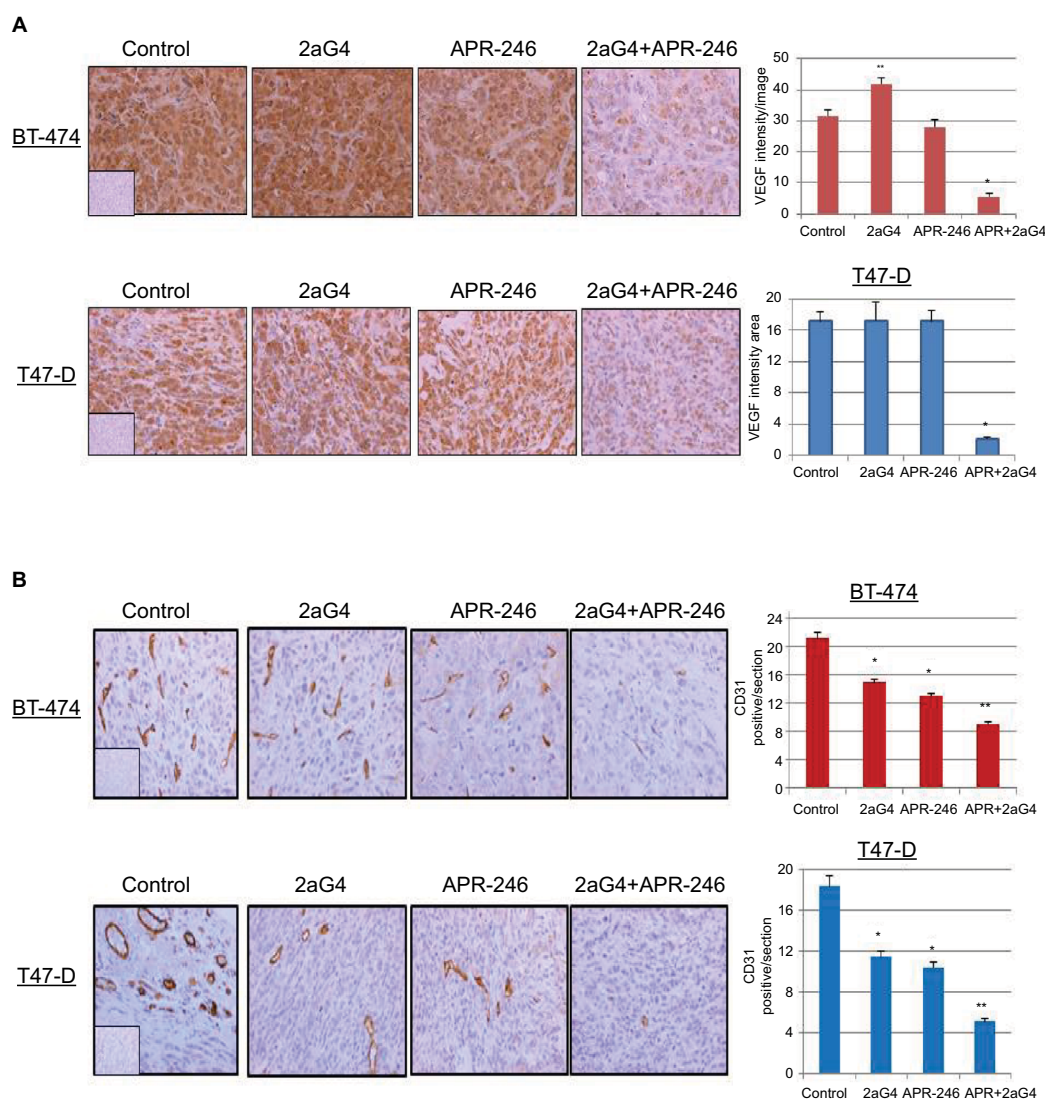 A
Control 2aG4 APR-246 2aG4+APR-246
BT-474
VEGF intensity/image
50
40
30
20
10
0
**
*
Control 2aG4 APR-246 APR+2aG4
Control 2aG4 APR-246 2aG4+APR-246
T47-D
T47-D
VEGF intensity area
20
16
12
8
4
0
*
Control 2aG4 APR-246 APR+2aG4
B
Control 2aG4 APR-246 2aG4+APR-246
BT-474
BT-474
CD31
positive/section
24
20
16
12
8
4
0
*
*
**
Control 2aG4 APR-246 APR+2aG4
Control 2aG4 APR-246 2aG4+APR-246
T47-D
T47-D
CD31
positive/section
20
16
12
8
4
0
*
*
**
Control 2aG4 APR-246 APR+2aG4